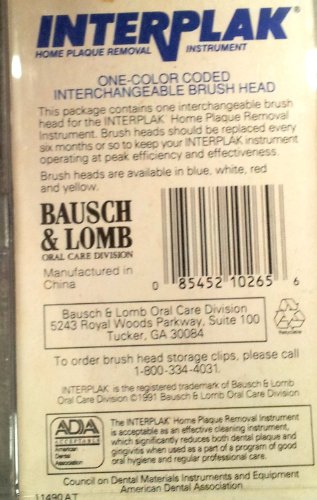 INTERPLAK®
HOME PLAQUE REMOVAL INSTRUMENT
ONE-COLOR CODED
INTERCHANGEABLE BRUSH HEAD
This package contains one interchangeable brush
head for the INTERPLAK Home Plaque Removal
Instrument. Brush heads should be replaced every
six months or so to keep your INTERPLAK instrument
operating at peak efficiency and effectiveness.
Brush heads are available in blue, white, red
and yellow.
BAUSCH
& LOMB
ORAL CARE DIVISION
Manufactured in
China
0 85452 10265 6
Bausch & Lomb Oral Care Division
5243 Royal Woods Parkway, Suite 100
Tucker, GA 30084
Recyclable
To order brush head storage clips, please call
1-800-334-4031.
INTERPLAK is the registered trademark of Bausch & Lomb
Oral Care Division ©1991 Bausch & Lomb Oral Care Division
ADA
ACCEPTABLE
American
Dental
Association
The INTERPLAK Home Plaque Removal Instrument
is acceptable as an effective cleaning instrument,
which significantly reduces both dental plaque and
gingivitis when used as a part of a program of good
oral hygiene and regular professional care.
Council on Dental Materials Instruments and Equipment
American Dental Association
11490 AT